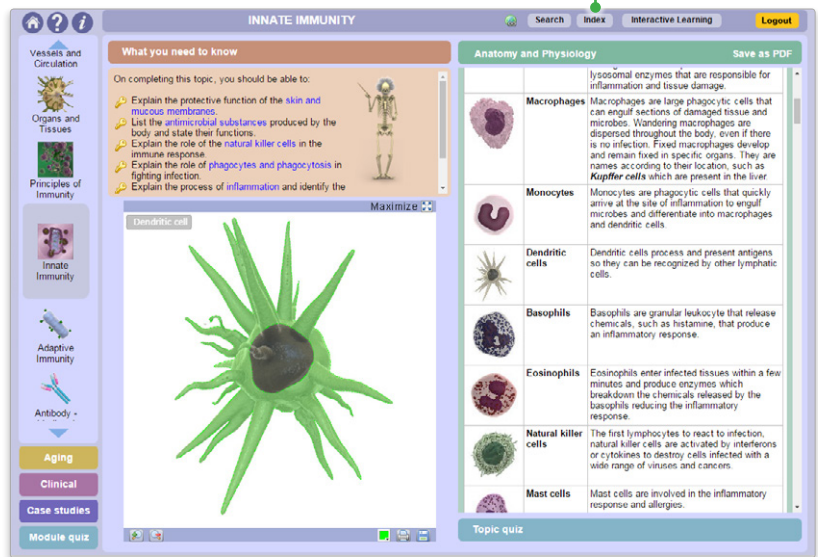 INNATE IMMUNITY
Search
Index
Interactive Learning
Logout
Vessels and
Circulation
Organs and
Tissues
Principles of
Immunity
Innate
Immunity
Adaptive
Immunity
Antibody -
Aging
Clinical
Case studies
Module quiz
What you need to know
On completing this topic, you should be able to:
Explain the protective function of the skin and
mucous membranes.
List the antimicrobial substances produced by the
body and state their functions.
Explain the role of the natural killer cells in the
immune response.
Explain the role of phagocytes and phagocytosis in
fighting infection.
Explain the process of inflammation and identify the
Maximize
Dendritic cell
Anatomy and Physiology
Save as PDF
lysosomal enzymes that are responsible for
inflammation and tissue damage.
Macrophages
Macrophages are large phagocytic cells that
can engulf sections of damaged tissue and
microbes. Wandering macrophages are
dispersed throughout the body, even if there
is no infection. Fixed macrophages develop
and remain fixed in specific organs. They are
names according to their location, such as
Kupffer cells which are present in the liver.
Monocytes
Monocytes are phagocytic cells that quickly
arrive at the site of inflammation to engulf
microbes and differentiate into macrophages
and dendritic cells.
Dendritic
cells
Dendritic cells process and present antigens
so they can be recognized by other lymphatic
cells.
Basophils
Basophils are granular leukocyte that release
chemicals, such as histamine, that produce
an inflammatory response.
Eosinophils
Eosinophils enter infected tissues within a few
minutes and produce enzymes which
breakdown the chemicals released by the
basophils reducing the inflammatory
response.
Natural killer
cells
The first lymphocytes to react to infection,
natural killer cells are activated by interferons
or cytokines to destroy cells infected with a
wide range of viruses and cancers.
Mast cells
Mast cells are involved in the inflammatory
response and allergies.
Topic quiz